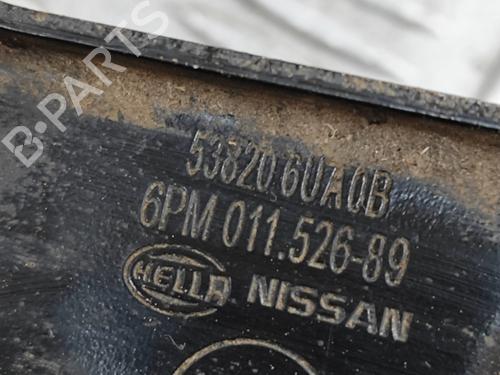 B-PARTS
53820 6UA0B
6PM 011.526-89
HELLA NISSAN